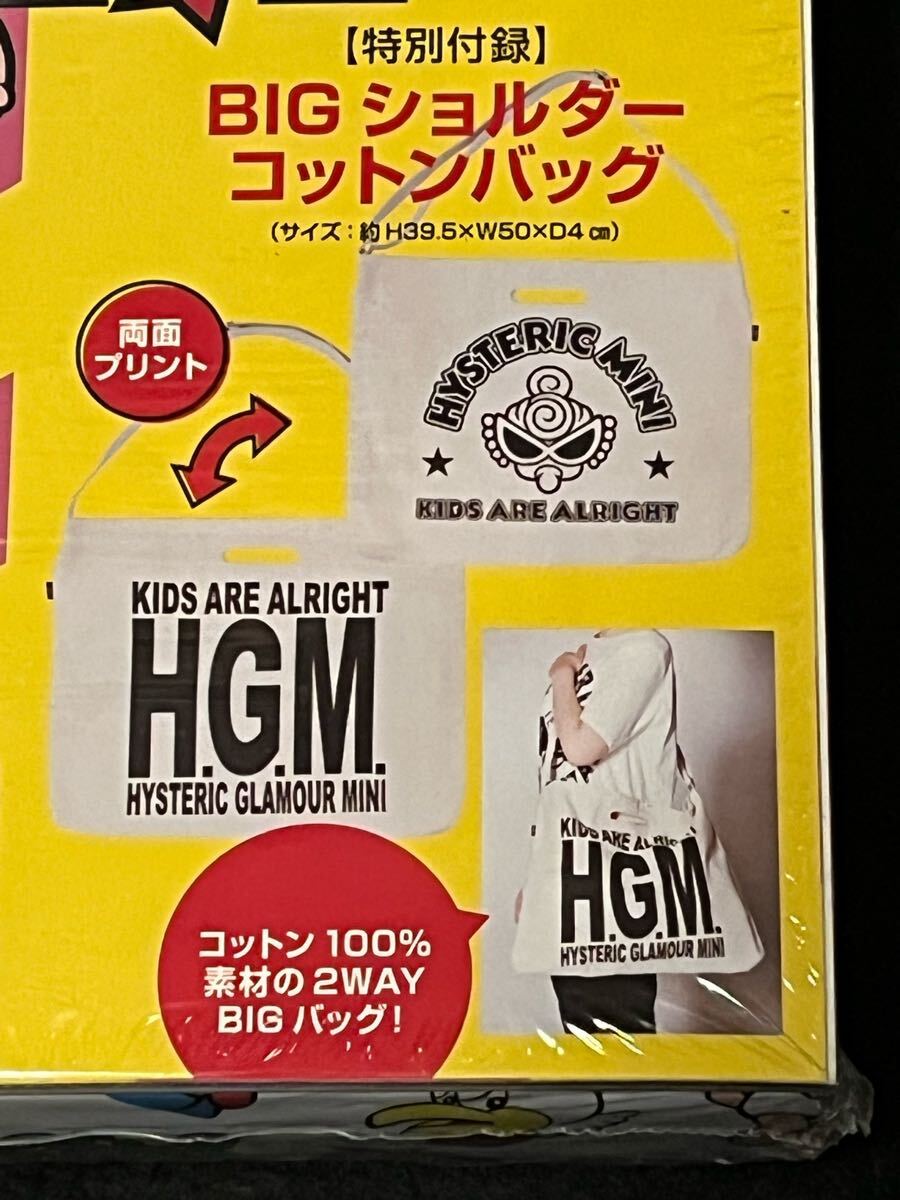 【特別付録】
BIG ショルダー
コットンバッグ
(サイズ：約 H39.5×W50×D4 ㎝)
両面
プリント
HYSTERIC MINI
★ ★
KIDS ARE ALRIGHT
KIDS ARE ALRIGHT
H.G.M.
HYSTERIC GLAMOUR MINI
KIDS ARE ALRIG
H.G.M.
HYSTERIC GLAMOUR MINI
コットン 100%
素材の 2WAY
BIG バッグ！